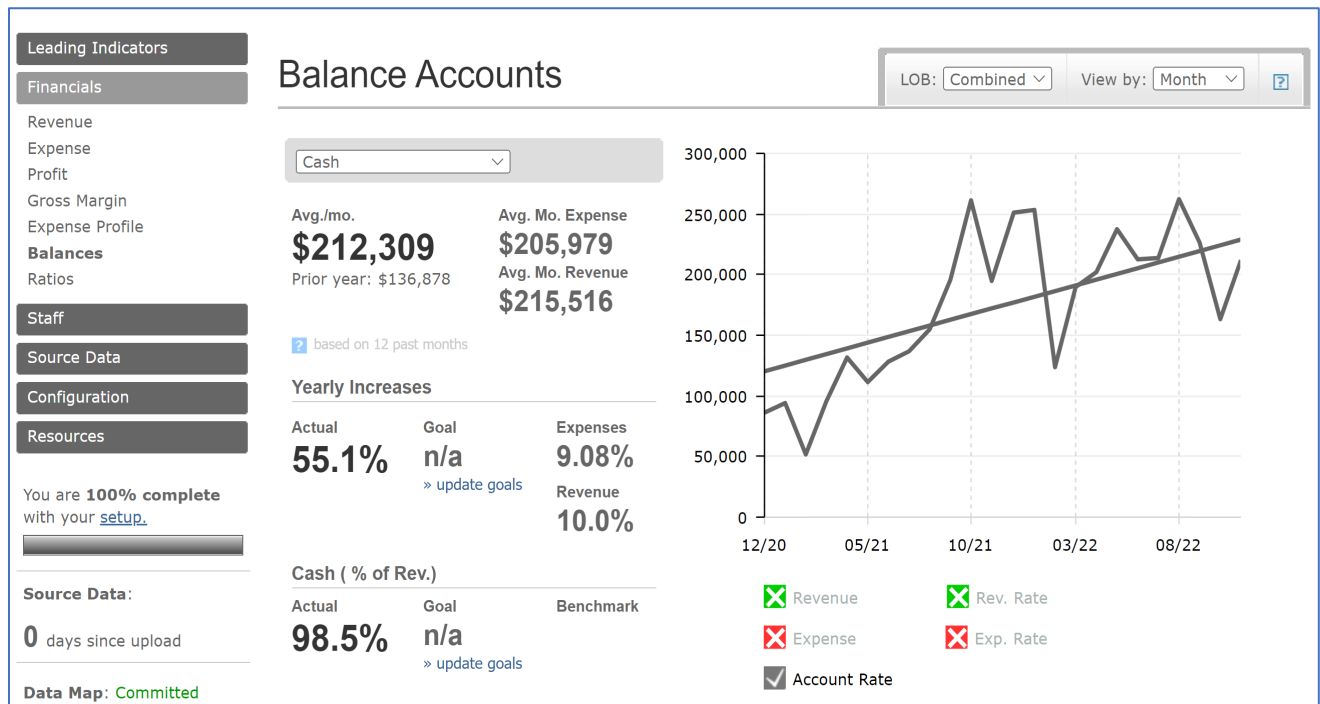 Leading Indicators
Financials
Revenue
Expense
Profit
Gross Margin
Expense Profile
Balances
Ratios
Staff
Source Data
Configuration
Resources
You are 100% complete
with your setup.
Source Data:
0 days since upload
Data Map: Committed
Balance Accounts
LOB: Combined View by: Month ?
Cash
Avg./mo.
$212,309
Prior year: $136,878
Avg. Mo. Expense
$205,979
Avg. Mo. Revenue
$215,516
? based on 12 past months
Yearly Increases
Actual Goal Expenses
55.1% n/a 9.08%
» update goals
Revenue
10.0%
Cash ( % of Rev.)
Actual Goal Benchmark
98.5% n/a
» update goals
300,000
250,000
200,000
150,000
100,000
50,000
0
12/20 05/21 10/21 03/22 08/22
Revenue Rev. Rate
Expense Exp. Rate
Account Rate